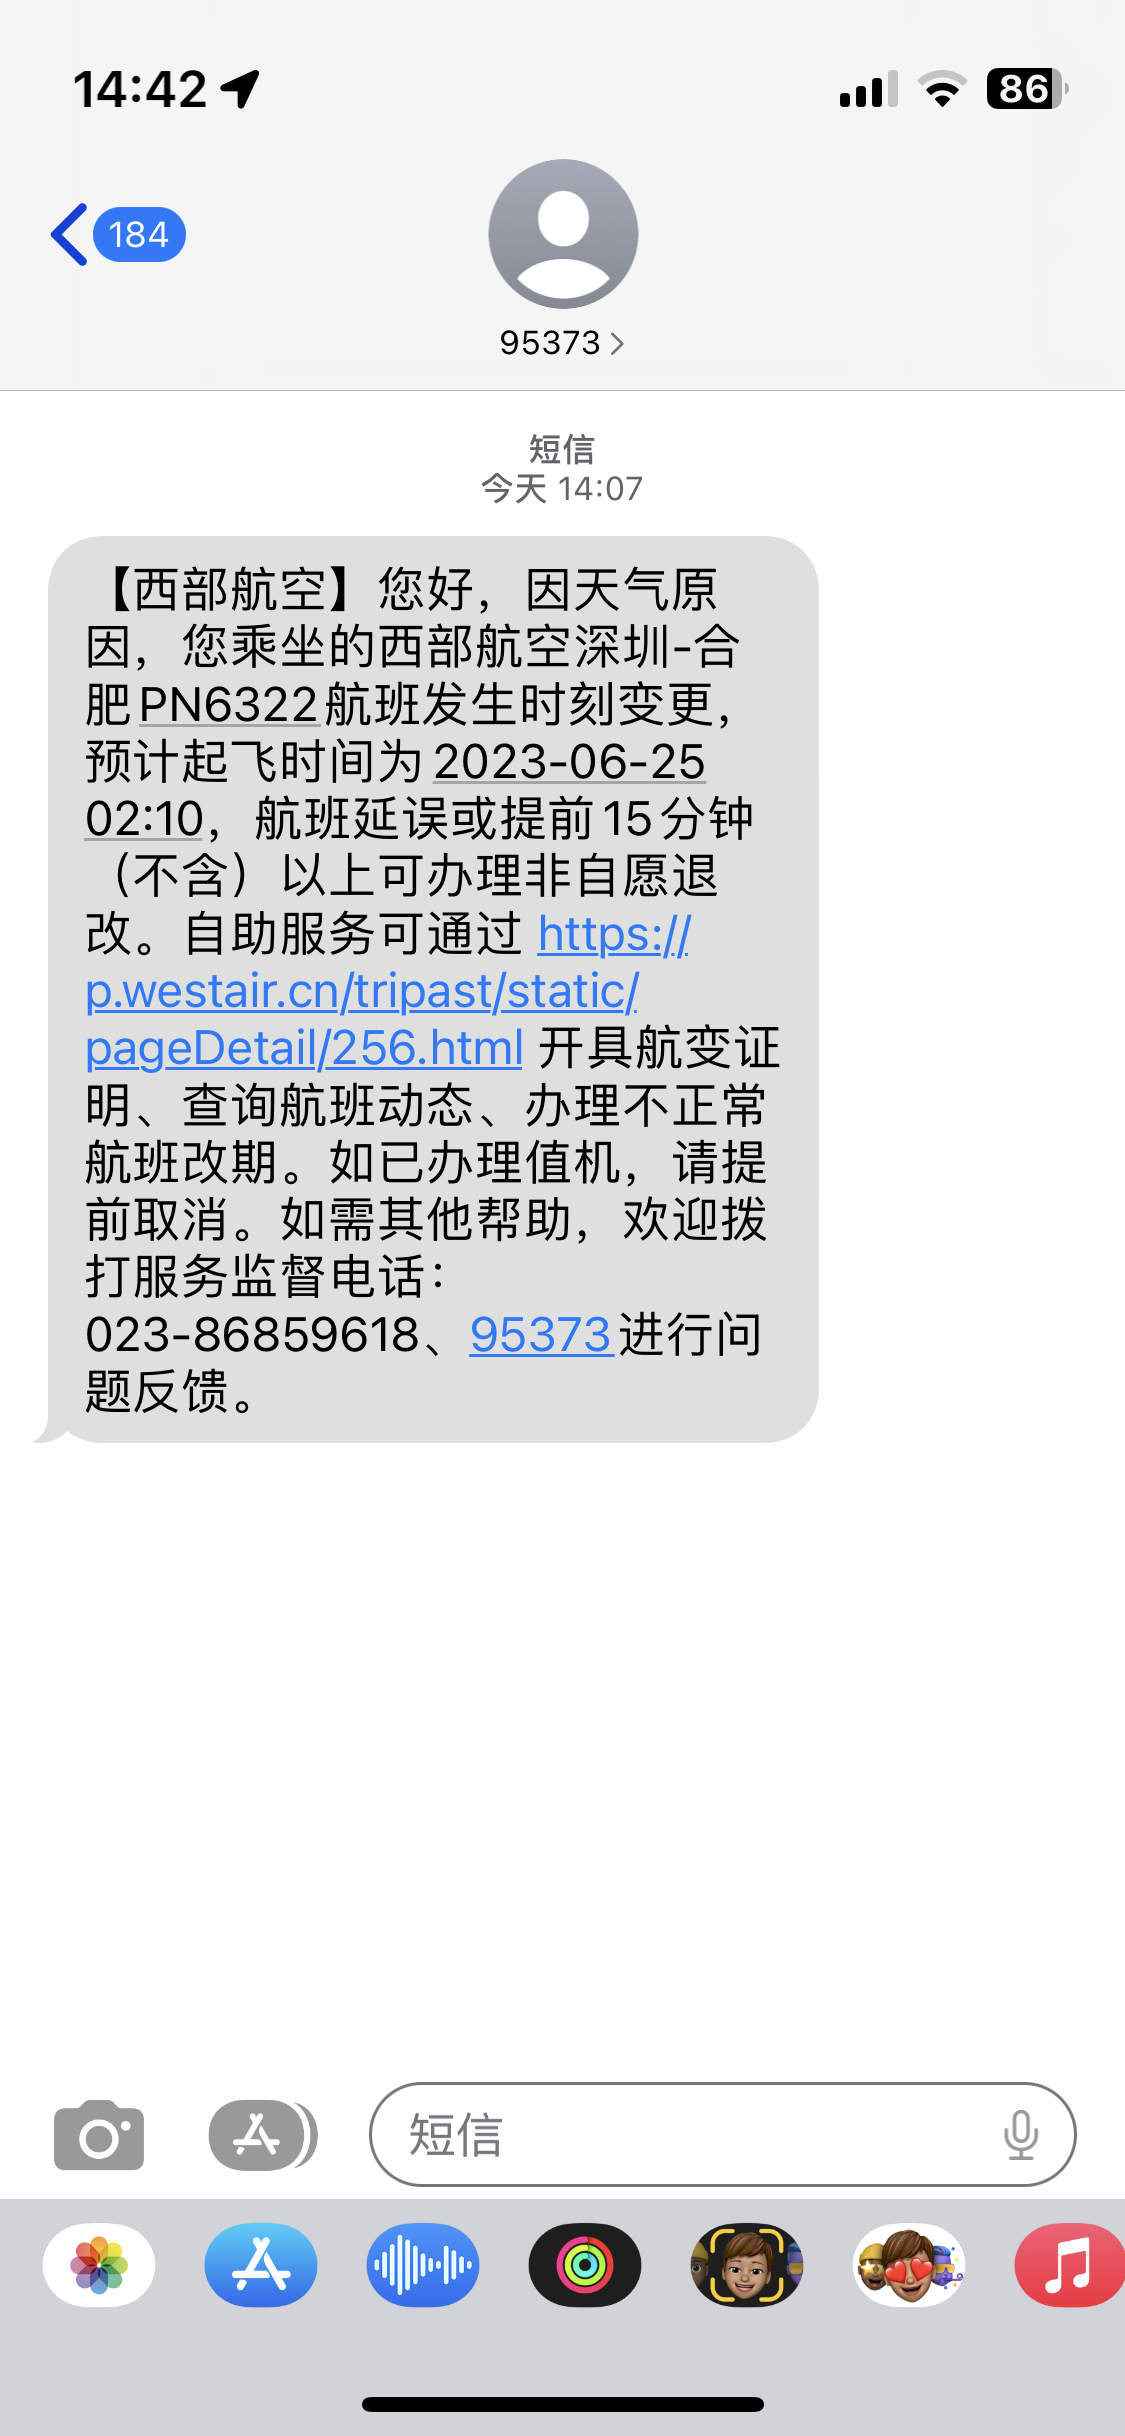 14:42
86
184
95373
短信
今天 14:07
【西部航空】您好，因天气原
因，您乘坐的西部航空深圳-合
肥PN6322航班发生时刻变更，
预计起飞时间为2023-06-25
02:10，航班延误或提前15分钟
（不含）以上可办理非自愿退
改。自助服务可通过 https://
p.westair.cn/tripast/static/
pageDetail/256.html 开具航变证
明、查询航班动态、办理不正常
航班改期。如已办理值机，请提
前取消。如需其他帮助，欢迎拨
打服务监督电话：
023-86859618、95373进行问
题反馈。
短信